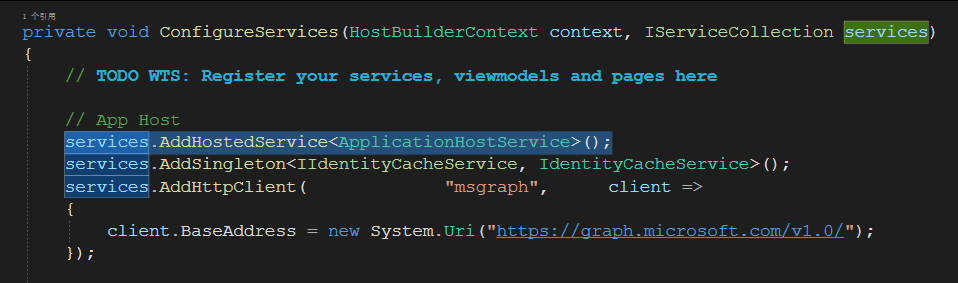 1 个引用
private void ConfigureServices(HostBuilderContext context, IServiceCollection services)
{
// TODO WTS: Register your services, viewmodels and pages here
// App Host
services.AddHostedService<ApplicationHostService>();
services.AddSingleton<IIdentityCacheService, IdentityCacheService>();
services.AddHttpClient( "msgraph", client =>
{
client.BaseAddress = new System.Uri("https://graph.microsoft.com/v1.0/");
});